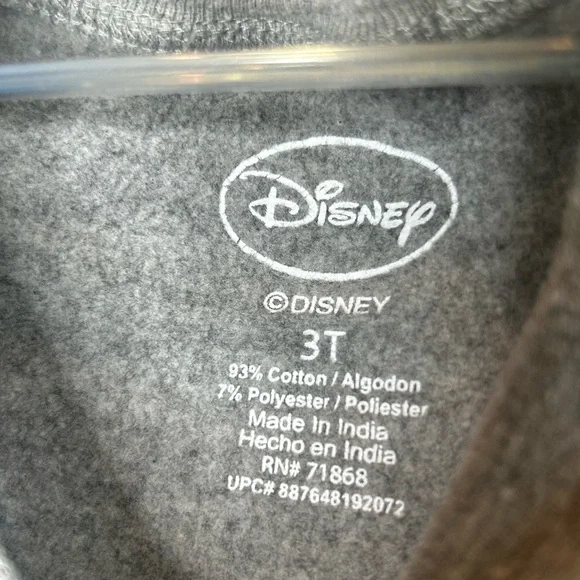 Disney
©DISNEY
3T
93% Cotton / Algodon
7% Polyester / Poliester
Made In India
Hecho en India
RN# 71868
UPC# 887648192072